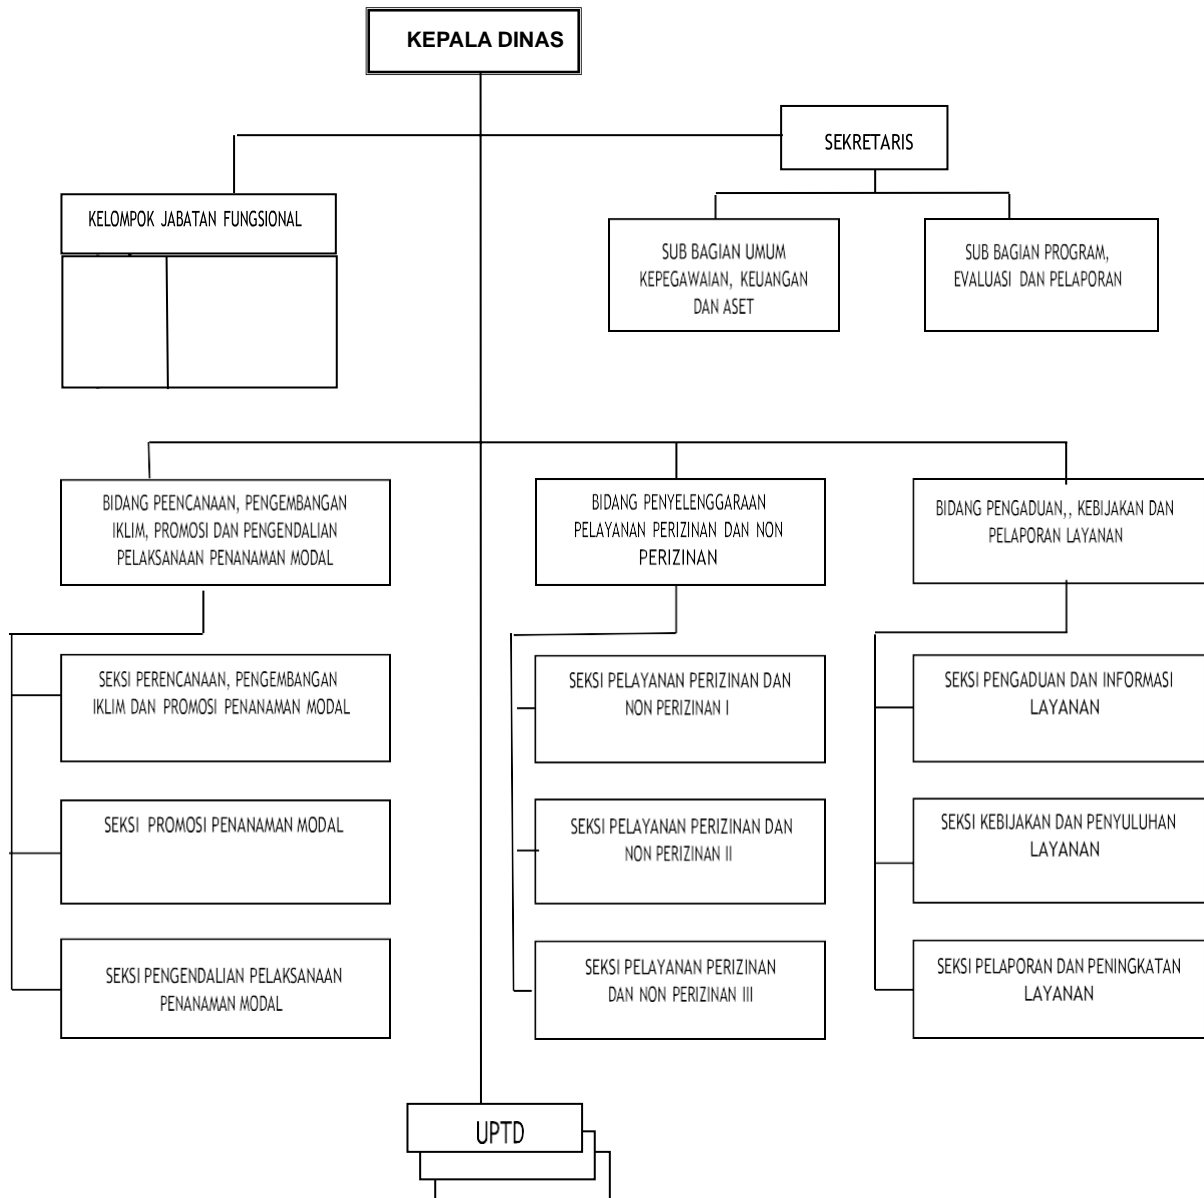 KEPALA DINAS
SEKRETARIS
KELOMPOK JABATAN FUNGSIONAL
SUB BAGIAN UMUM
KEPEGAWAIAN, KEUANGAN
DAN ASET
SUB BAGIAN PROGRAM,
EVALUASI DAN PELAPORAN
BIDANG PEENCANAAN, PENGEMBANGAN
IKLIM, PROMOSI DAN PENGENDALIAN
PELAKSANAAN PENANAMAN MODAL
BIDANG PENYELENGGARAAN
PELAYANAN PERIZINAN DAN NON
PERIZINAN
BIDANG PENGADUAN,, KEBIJAKAN DAN
PELAPORAN LAYANAN
SEKSI PERENCANAAN, PENGEMBANGAN
IKLIM DAN PROMOSI PENANAMAN MODAL
SEKSI PELAYANAN PERIZINAN DAN
NON PERIZINAN I
SEKSI PENGADUAN DAN INFORMASI
LAYANAN
SEKSI PROMOSI PENANAMAN MODAL
SEKSI PELAYANAN PERIZINAN DAN
NON PERIZINAN II
SEKSI KEBIJAKAN DAN PENYULUHAN
LAYANAN
SEKSI PENGENDALIAN PELAKSANAAN
PENANAMAN MODAL
SEKSI PELAYANAN PERIZINAN
DAN NON PERIZINAN III
SEKSI PELAPORAN DAN PENINGKATAN
LAYANAN
UPTD